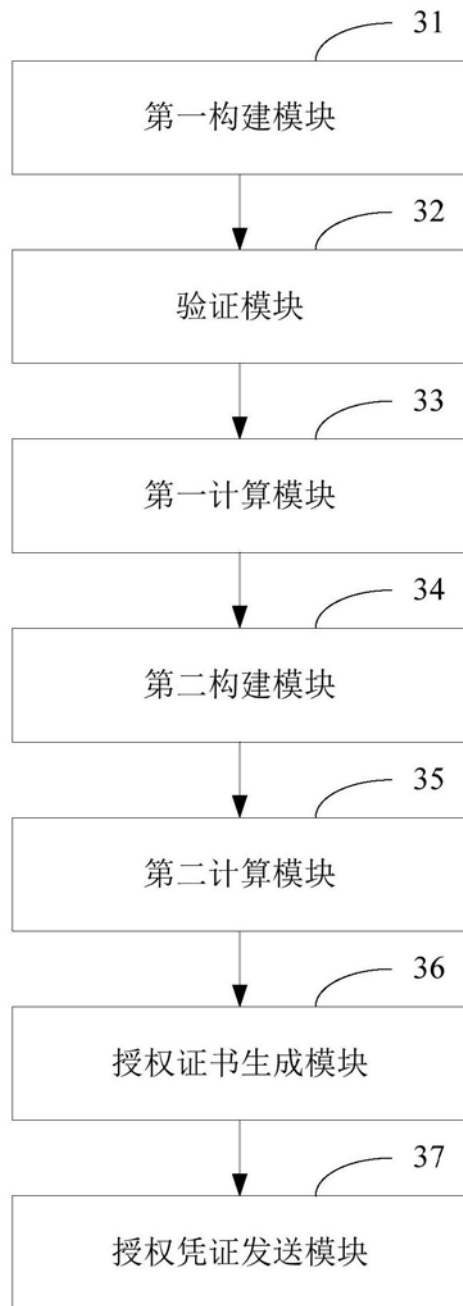 31
第一构建模块
32
验证模块
33
第一计算模块
34
第二构建模块
35
第二计算模块
36
授权证书生成模块
37
授权凭证发送模块